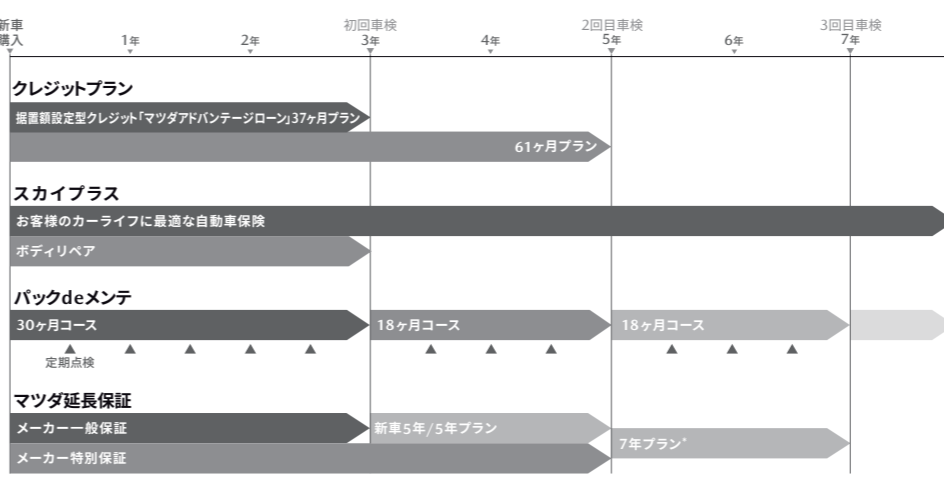 新車
購入
1年
2年
初回車検
3年
4年
2回目車検
5年
6年
3回目車検
7年
クレジットプラン
据置額設定型クレジット「マツダアドバンテージローン」37ヶ月プラン
61ヶ月プラン
スカイプラス
お客様のカーライフに最適な自動車保険
ボディリペア
パックdeメンテ
30ヶ月コース
18ヶ月コース
18ヶ月コース
定期点検
マツダ延長保証
メーカー一般保証
新車5年/5年プラン
7年プラン*
メーカー特別保証